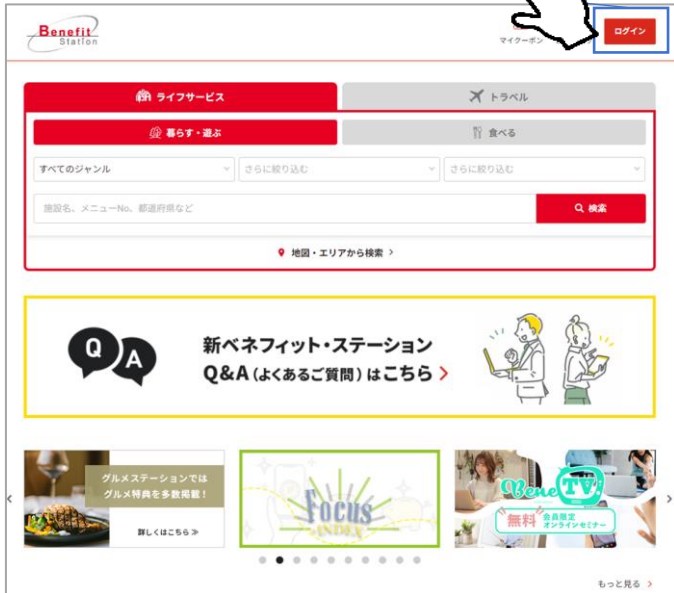 Benefit
Station
マイクーポン
ログイン
ライフサービス
トラベル
暮らす・遊ぶ
食べる
すべてのジャンル
さらに絞り込む
さらに絞り込む
施設名、メニューNo、都道府県など
検索
地図・エリアから検索
Q A
新ベネフィット・ステーション
Q&A(よくあるご質問)はこちら
グルメステーションでは
グルメ特典を多数掲載!
詳しくはこちら≫
Focus
INDEX
Bene TV!
無料 会員限定
オンラインセミナー
もっと見る